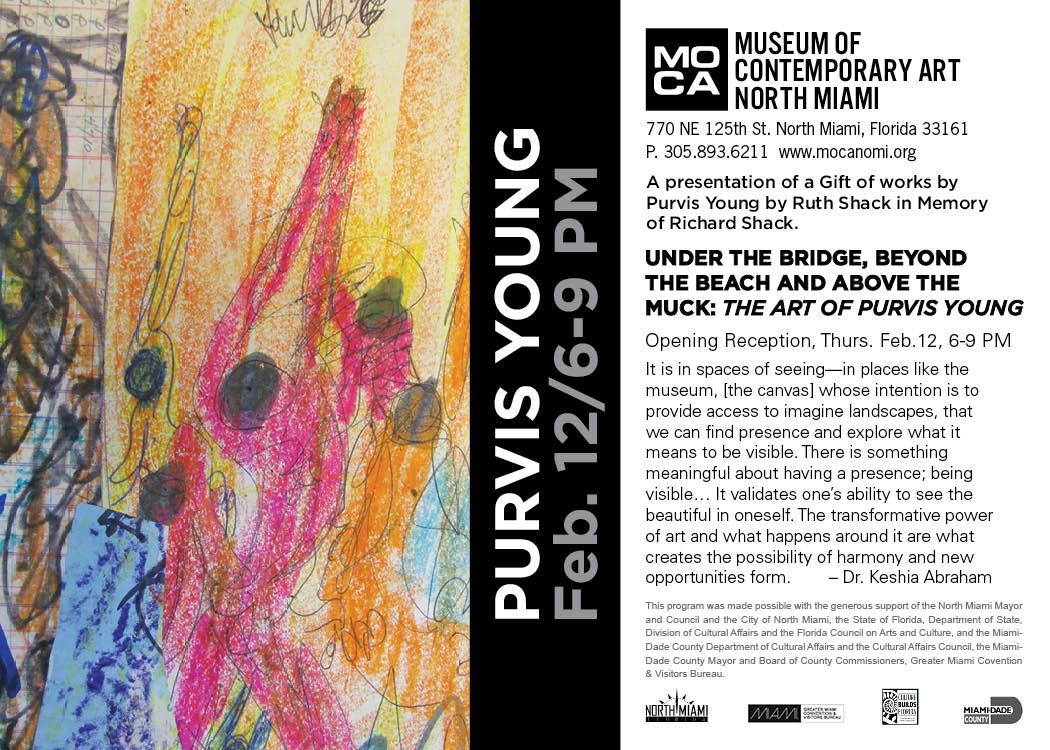 PURVIS YOUNG
Feb. 12/6-9 PM
MO
CA
MUSEUM OF
CONTEMPORARY ART
NORTH MIAMI
770 NE 125th St. North Miami, Florida 33161
P. 305.893.6211 www.mocanomi.org
A presentation of a Gift of works by
Purvis Young by Ruth Shack in Memory
of Richard Shack.
UNDER THE BRIDGE, BEYOND
THE BEACH AND ABOVE THE
MUCK: THE ART OF PURVIS YOUNG
Opening Reception, Thurs. Feb.12, 6-9 PM
It is in spaces of seeing—in places like the
museum, [the canvas] whose intention is to
provide access to imagine landscapes, that
we can find presence and explore what it
means to be visible. There is something
meaningful about having a presence; being
visible… It validates one’s ability to see the
beautiful in oneself. The transformative power
of art and what happens around it are what
creates the possibility of harmony and new
opportunities form. – Dr. Keshia Abraham
This program was made possible with the generous support of the North Miami Mayor
and Council and the City of North Miami, the State of Florida, Department of State,
Division of Cultural Affairs and the Florida Council on Arts and Culture, and the Miami-
Dade County Department of Cultural Affairs and the Cultural Affairs Council, the Miami-
Dade County Mayor and Board of County Commissioners, Greater Miami Covention
& Visitors Bureau.
NORTH MIAMI
FLORIDA
MIAMI
GREATER MIAMI
CONVENTION &
VISITORS BUREAU
CULTURE
BUILDS
FLORIDA
MIAMI-DADE
COUNTY